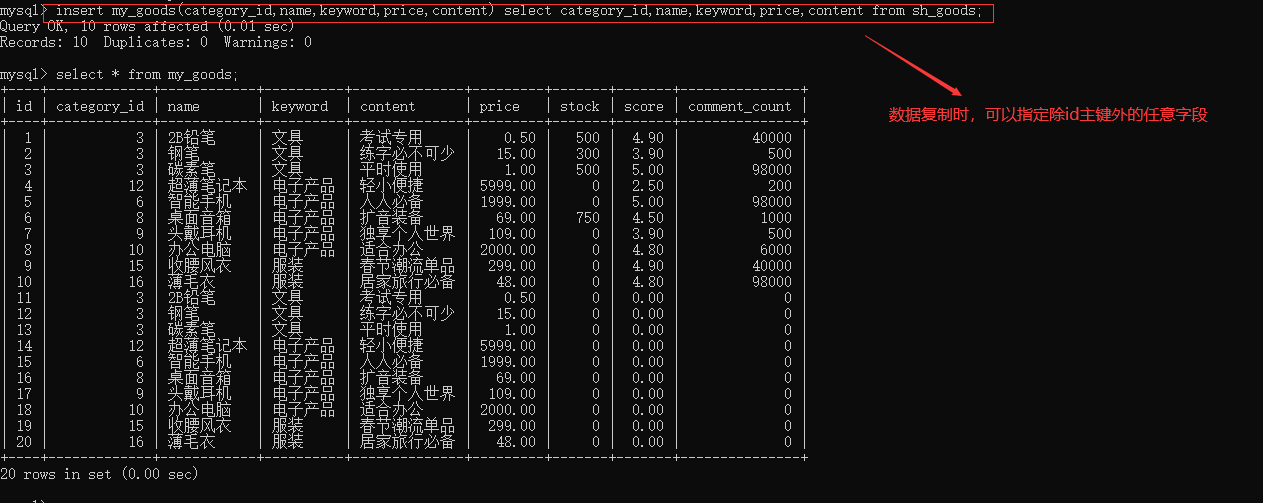 mysql> insert my_goods(category_id,name,keyword,price,content) select category_id,name,keyword,price,content from sh_goods;
Query OK, 10 rows affected (0.01 sec)
Records: 10  Duplicates: 0  Warnings: 0
mysql> select * from my_goods;
+----+-------------+------------+----------+----------------+---------+-------+-------+---------------+
| id | category_id | name | keyword | content | price | stock | score | comment_count |
+----+-------------+------------+----------+----------------+---------+-------+-------+---------------+
| 1 | 3 | 2B铅笔 | 文具 | 考试专用 | 0.50 | 500 | 4.90 | 40000 |
| 2 | 3 | 钢笔 | 文具 | 练字必不可少 | 15.00 | 300 | 3.90 | 500 |
| 3 | 3 | 碳素笔 | 文具 | 平时使用 | 1.00 | 500 | 5.00 | 98000 |
| 4 | 12 | 超薄笔记本 | 电子产品 | 轻小便捷 | 5999.00 | 0 | 2.50 | 200 |
| 5 | 6 | 智能手机 | 电子产品 | 人人必备 | 1999.00 | 0 | 5.00 | 98000 |
| 6 | 8 | 桌面音箱 | 电子产品 | 扩音装备 | 69.00 | 750 | 4.50 | 1000 |
| 7 | 9 | 头戴耳机 | 电子产品 | 独享个人世界 | 109.00 | 0 | 3.90 | 500 |
| 8 | 10 | 办公电脑 | 电子产品 | 适合办公 | 2000.00 | 0 | 4.80 | 6000 |
| 9 | 15 | 收腰风衣 | 服装 | 春节潮流单品 | 299.00 | 0 | 4.90 | 40000 |
| 10 | 16 | 薄毛衣 | 服装 | 居家旅行必备 | 48.00 | 0 | 4.80 | 98000 |
| 11 | 3 | 2B铅笔 | 文具 | 考试专用 | 0.50 | 0 | 0.00 | 0 |
| 12 | 3 | 钢笔 | 文具 | 练字必不可少 | 15.00 | 0 | 0.00 | 0 |
| 13 | 3 | 碳素笔 | 文具 | 平时使用 | 1.00 | 0 | 0.00 | 0 |
| 14 | 12 | 超薄笔记本 | 电子产品 | 轻小便捷 | 5999.00 | 0 | 0.00 | 0 |
| 15 | 6 | 智能手机 | 电子产品 | 人人必备 | 1999.00 | 0 | 0.00 | 0 |
| 16 | 8 | 桌面音箱 | 电子产品 | 扩音装备 | 69.00 | 0 | 0.00 | 0 |
| 17 | 9 | 头戴耳机 | 电子产品 | 独享个人世界 | 109.00 | 0 | 0.00 | 0 |
| 18 | 10 | 办公电脑 | 电子产品 | 适合办公 | 2000.00 | 0 | 0.00 | 0 |
| 19 | 15 | 收腰风衣 | 服装 | 春节潮流单品 | 299.00 | 0 | 0.00 | 0 |
| 20 | 16 | 薄毛衣 | 服装 | 居家旅行必备 | 48.00 | 0 | 0.00 | 0 |
+----+-------------+------------+----------+----------------+---------+-------+-------+---------------+
20 rows in set (0.00 sec)
数据复制时，可以指定除id主键外的任意字段